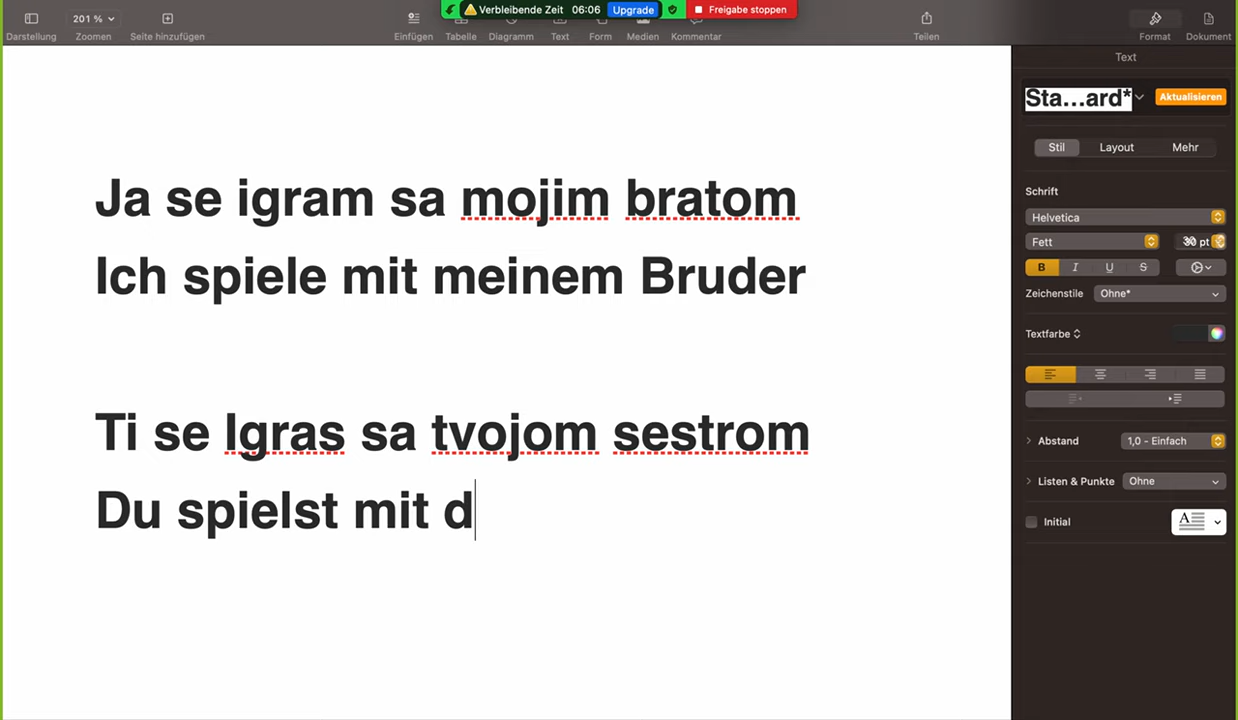 Verbleibende Zeit 06:06 Upgrade Freigabe stoppen
201 %
Darstellung Zoomen Seite hinzufügen Einfügen Tabelle Diagramm Text Form Medien Kommentar Teilen Format Dokument
Text
Sta...ard* Aktualisieren
Stil Layout Mehr
Schrift
Helvetica
Fett pt
B I U S
Zeichenstile Ohne*
Textfarbe
Abstand 1,0 - Einfach
Listen & Punkte Ohne
Initial A
Ja se igram sa mojim bratom
Ich spiele mit meinem Bruder
Ti se Igras sa tvojom sestrom
Du spielst mit d